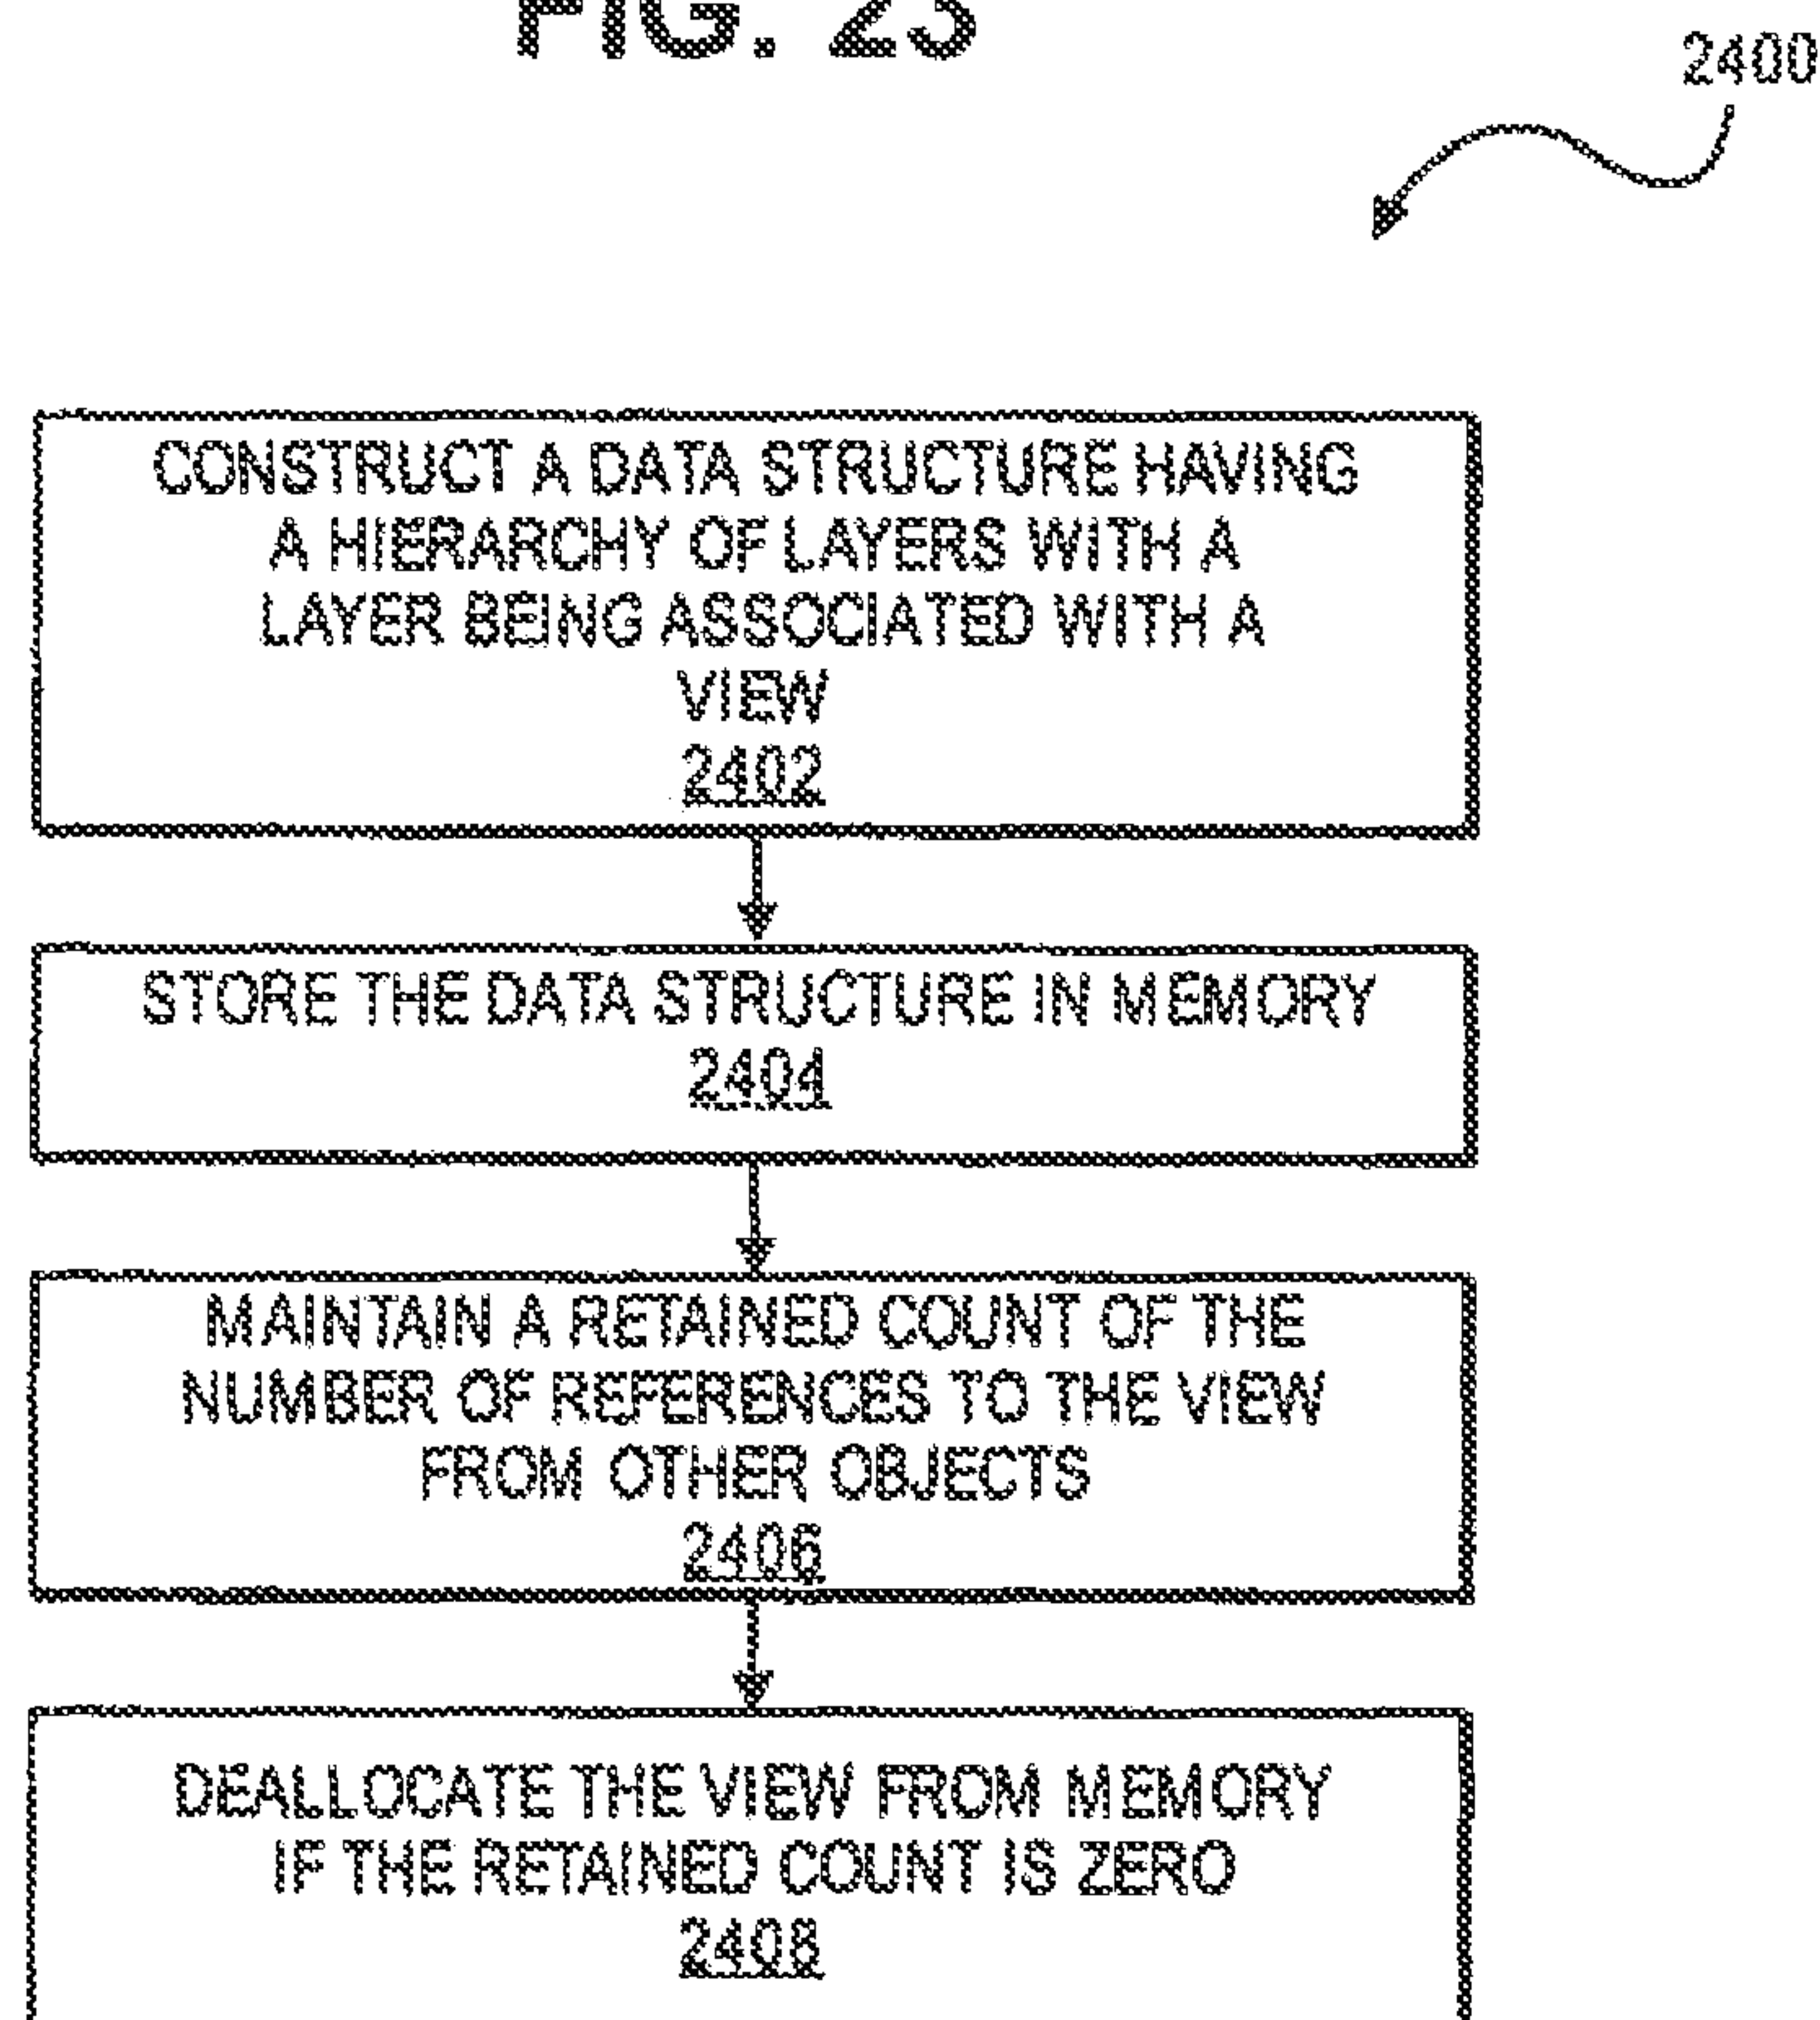 FIG. 23
2400
CONSTRUCT A DATA STRUCTURE HAVING
A HIERARCHY OF LAYERS WITH A
LAYER BEING ASSOCIATED WITH A
VIEW
2402
STORE THE DATA STRUCTURE IN MEMORY
2404
MAINTAIN A RETAINED COUNT OF THE
NUMBER OF REFERENCES TO THE VIEW
FROM OTHER OBJECTS
2406
DEALLOCATE THE VIEW FROM MEMORY
IF THE RETAINED COUNT IS ZERO
2408